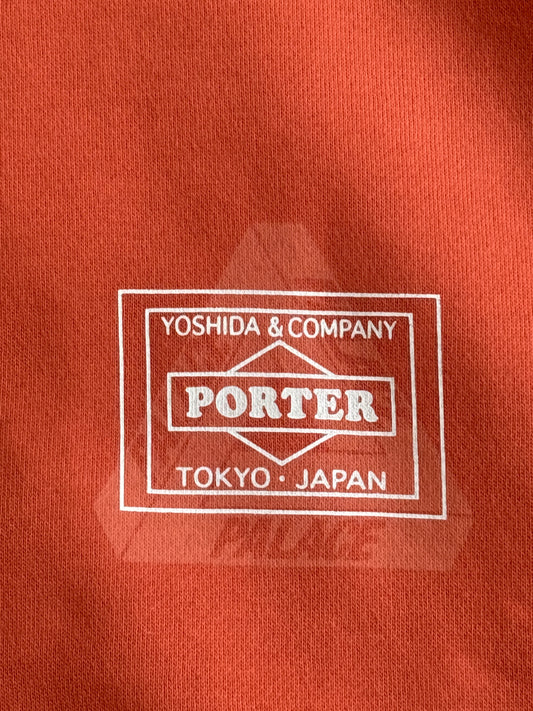 YOSHIDA & COMPANY
PORTER
TOKYO · JAPAN
PALACE